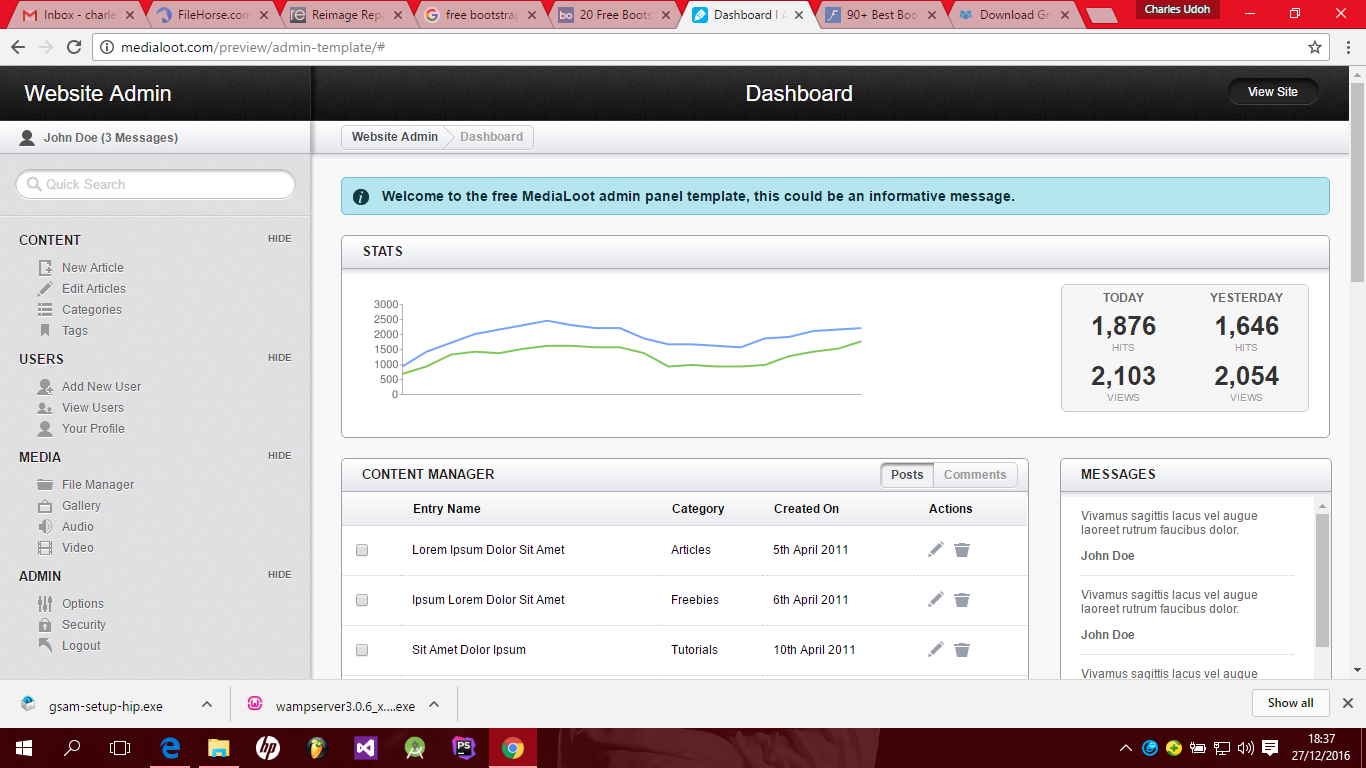 Inbox - charle
FileHorse.com
Reimage Repa
free bootstrap
20 Free Boots
Dashboard | A
90+ Best Boo
Download Gr
Charles Udoh
medialoot.com/preview/admin-template/#
Website Admin
Dashboard
View Site
John Doe (3 Messages)
Website Admin
Dashboard
Quick Search
Welcome to the free MediaLoot admin panel template, this could be an informative message.
CONTENT
HIDE
New Article
Edit Articles
Categories
Tags
USERS
HIDE
Add New User
View Users
Your Profile
MEDIA
HIDE
File Manager
Gallery
Audio
Video
ADMIN
HIDE
Options
Security
Logout
STATS
3000
2500
2000
1500
1000
500
0
TODAY
YESTERDAY
1,876
1,646
HITS
HITS
2,103
2,054
VIEWS
VIEWS
CONTENT MANAGER
Posts
Comments
Entry Name
Category
Created On
Actions
Lorem Ipsum Dolor Sit Amet
Articles
5th April 2011
Ipsum Lorem Dolor Sit Amet
Freebies
6th April 2011
Sit Amet Dolor Ipsum
Tutorials
10th April 2011
MESSAGES
Vivamus sagittis lacus vel augue
laoreet rutrum faucibus dolor.
John Doe
Vivamus sagittis lacus vel augue
laoreet rutrum faucibus dolor.
John Doe
Vivamus sagittis lacus vel augue
gsam-setup-hip.exe
wampserver3.0.6_x....exe
Show all
hp
PS
18:37
27/12/2016